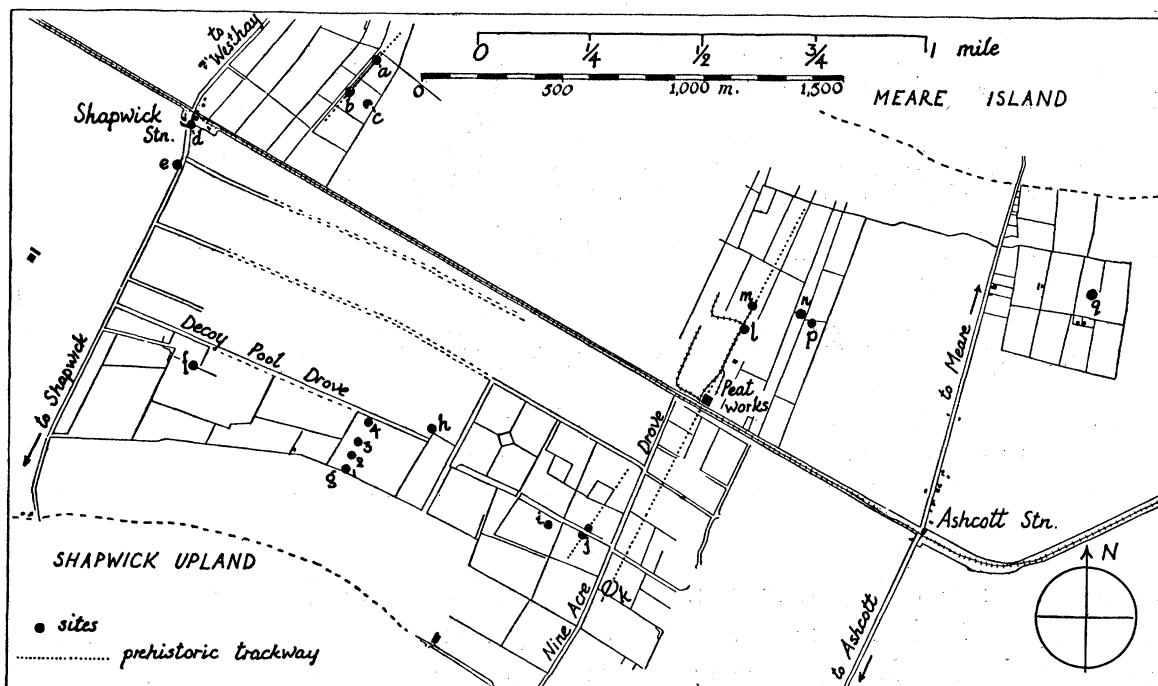 to
"Westhay
0 ¼ ½ ¾ 1 mile
0 500 1,000 m. 1,500
MEARE ISLAND
a
b
c
Shapwick
Stn.
d
e
1
to Shapwick
Decoy Pool Drove
f
h
4
3
2
1
g
i
j
k
Nine Acre Drove
m
l
n
p
Peat
works
q
to Meare
Ashcott Stn.
to Ashcott
N
SHAPWICK UPLAND
sites
prehistoric trackway